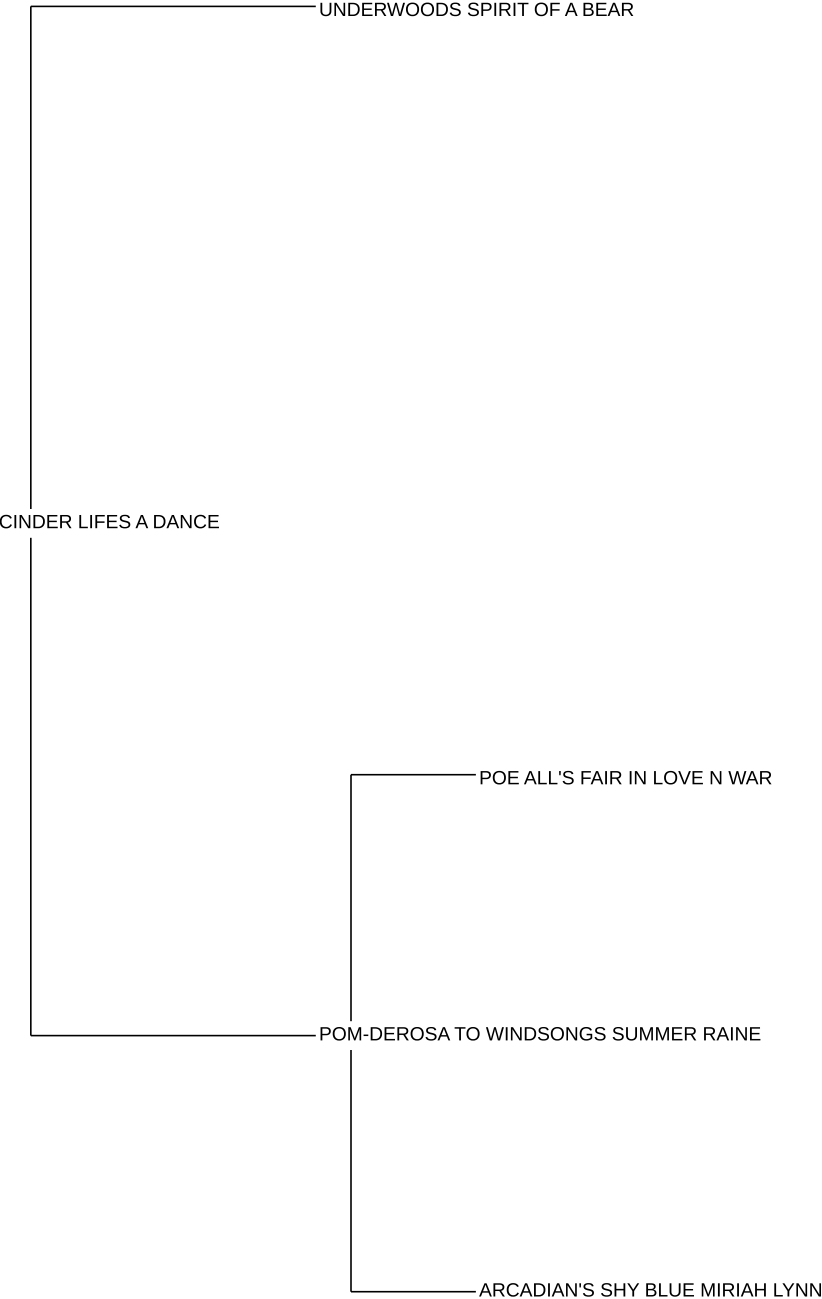 UNDERWOODS SPIRIT OF A BEAR
CINDER LIFES A DANCE
POE ALL'S FAIR IN LOVE N WAR
POM-DEROSA TO WINDSONGS SUMMER RAINE
ARCADIAN'S SHY BLUE MIRIAH LYNN